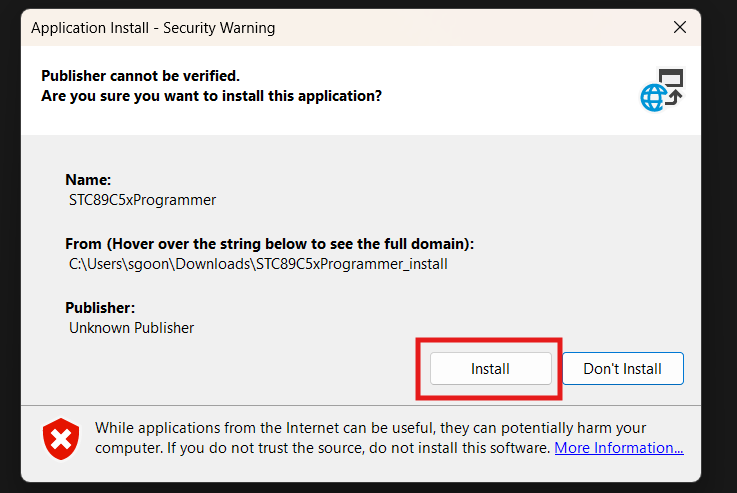 Application Install - Security Warning
Publisher cannot be verified.
Are you sure you want to install this application?
Name:
STC89C5xProgrammer
From (Hover over the string below to see the full domain):
C:\Users\sgoon\Downloads\STC89C5xProgrammer_install
Publisher:
Unknown Publisher
Install
Don't Install
While applications from the Internet can be useful, they can potentially harm your
computer. If you do not trust the source, do not install this software. More Information...